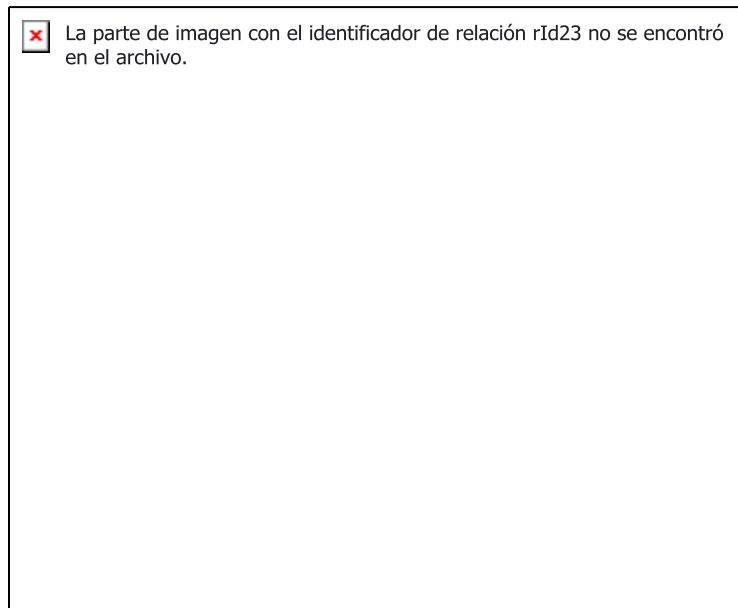 La parte de imagen con el identificador de relación rId23 no se encontró
en el archivo.